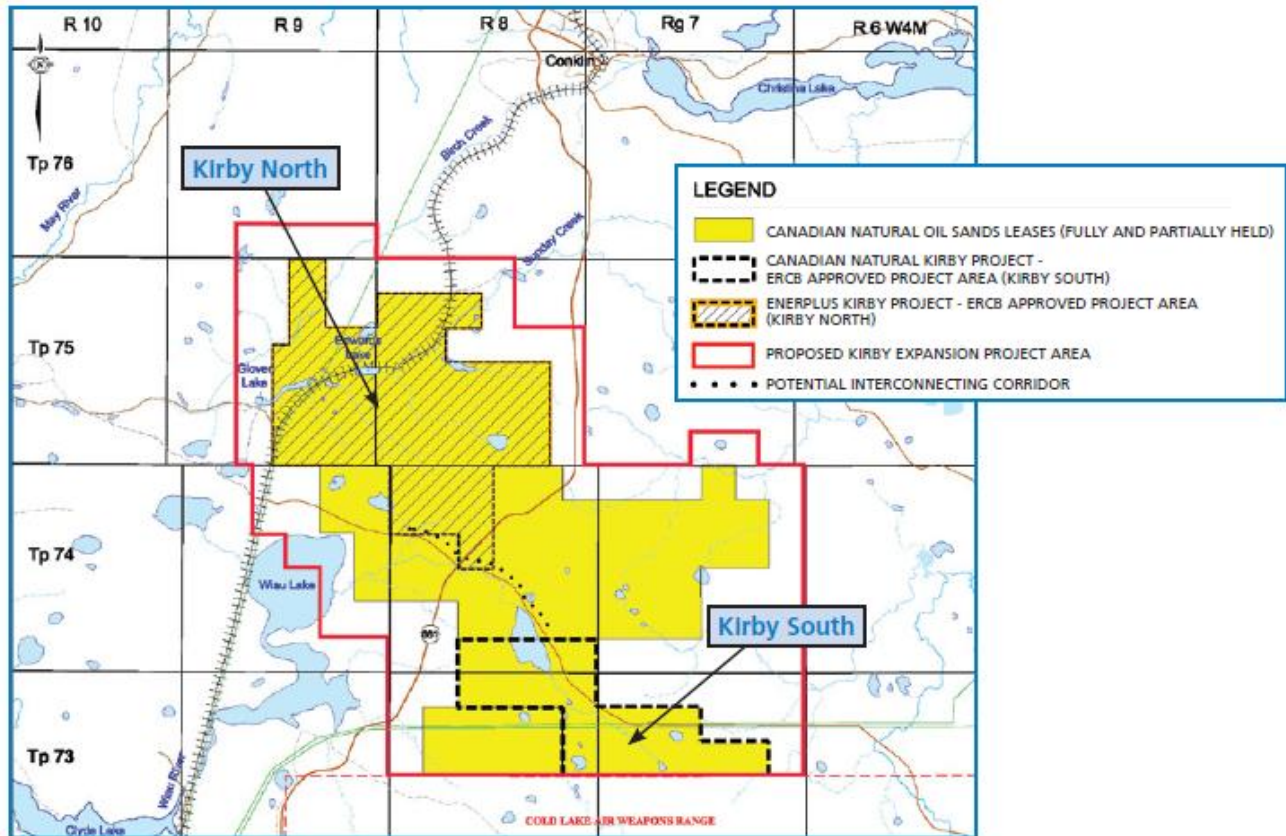 R 10
R 9
R 8
Rg 7
R 6 W4M
N
Conklin
Christina Lake
Birch Creek
Tp 76
Kirby North
May River
Sunday Creek
LEGEND
CANADIAN NATURAL OIL SANDS LEASES (FULLY AND PARTIALLY HELD)
CANADIAN NATURAL KIRBY PROJECT -
ERCB APPROVED PROJECT AREA (KIRBY SOUTH)
ENERPLUS KIRBY PROJECT - ERCB APPROVED PROJECT AREA
(KIRBY NORTH)
PROPOSED KIRBY EXPANSION PROJECT AREA
POTENTIAL INTERCONNECTING CORRIDOR
Tp 75
Edwards
Lake
Glover
Lake
Tp 74
Wiau Lake
881
Kirby South
Tp 73
Wiau River
Clyde Lake
COLD LAKE AIR WEAPONS RANGE